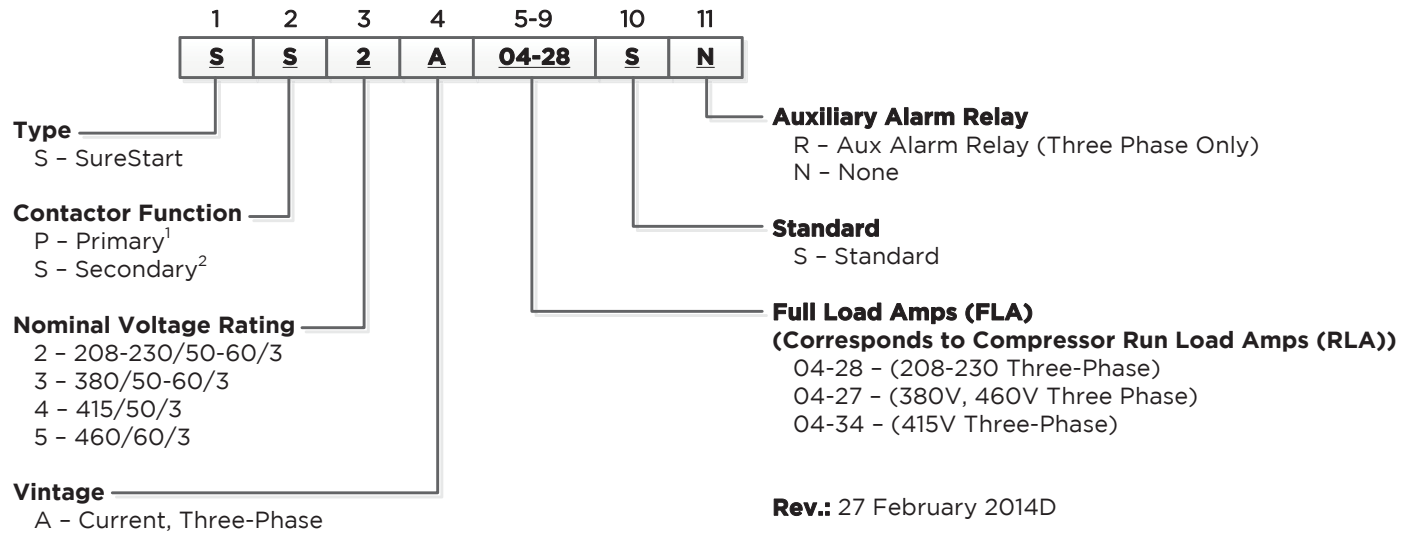 1 2 3 4 5-9 10 11
S S 2 A 04-28 S N
Type
S – SureStart
Contactor Function
P – Primary¹
S – Secondary²
Nominal Voltage Rating
2 – 208-230/50-60/3
3 – 380/50-60/3
4 – 415/50/3
5 – 460/60/3
Vintage
A – Current, Three-Phase
Auxiliary Alarm Relay
R – Aux Alarm Relay (Three Phase Only)
N – None
Standard
S – Standard
Full Load Amps (FLA)
(Corresponds to Compressor Run Load Amps (RLA))
04-28 – (208-230 Three-Phase)
04-27 – (380V, 460V Three Phase)
04-34 – (415V Three-Phase)
Rev.: 27 February 2014D